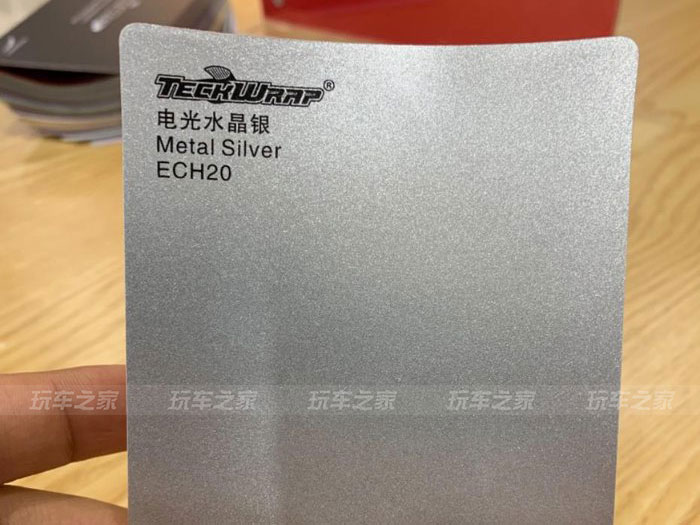 TECKWRAP®
电光水晶银
Metal Silver
ECH20
玩车之家 玩车之家 玩车之家 玩车之家 玩车之家